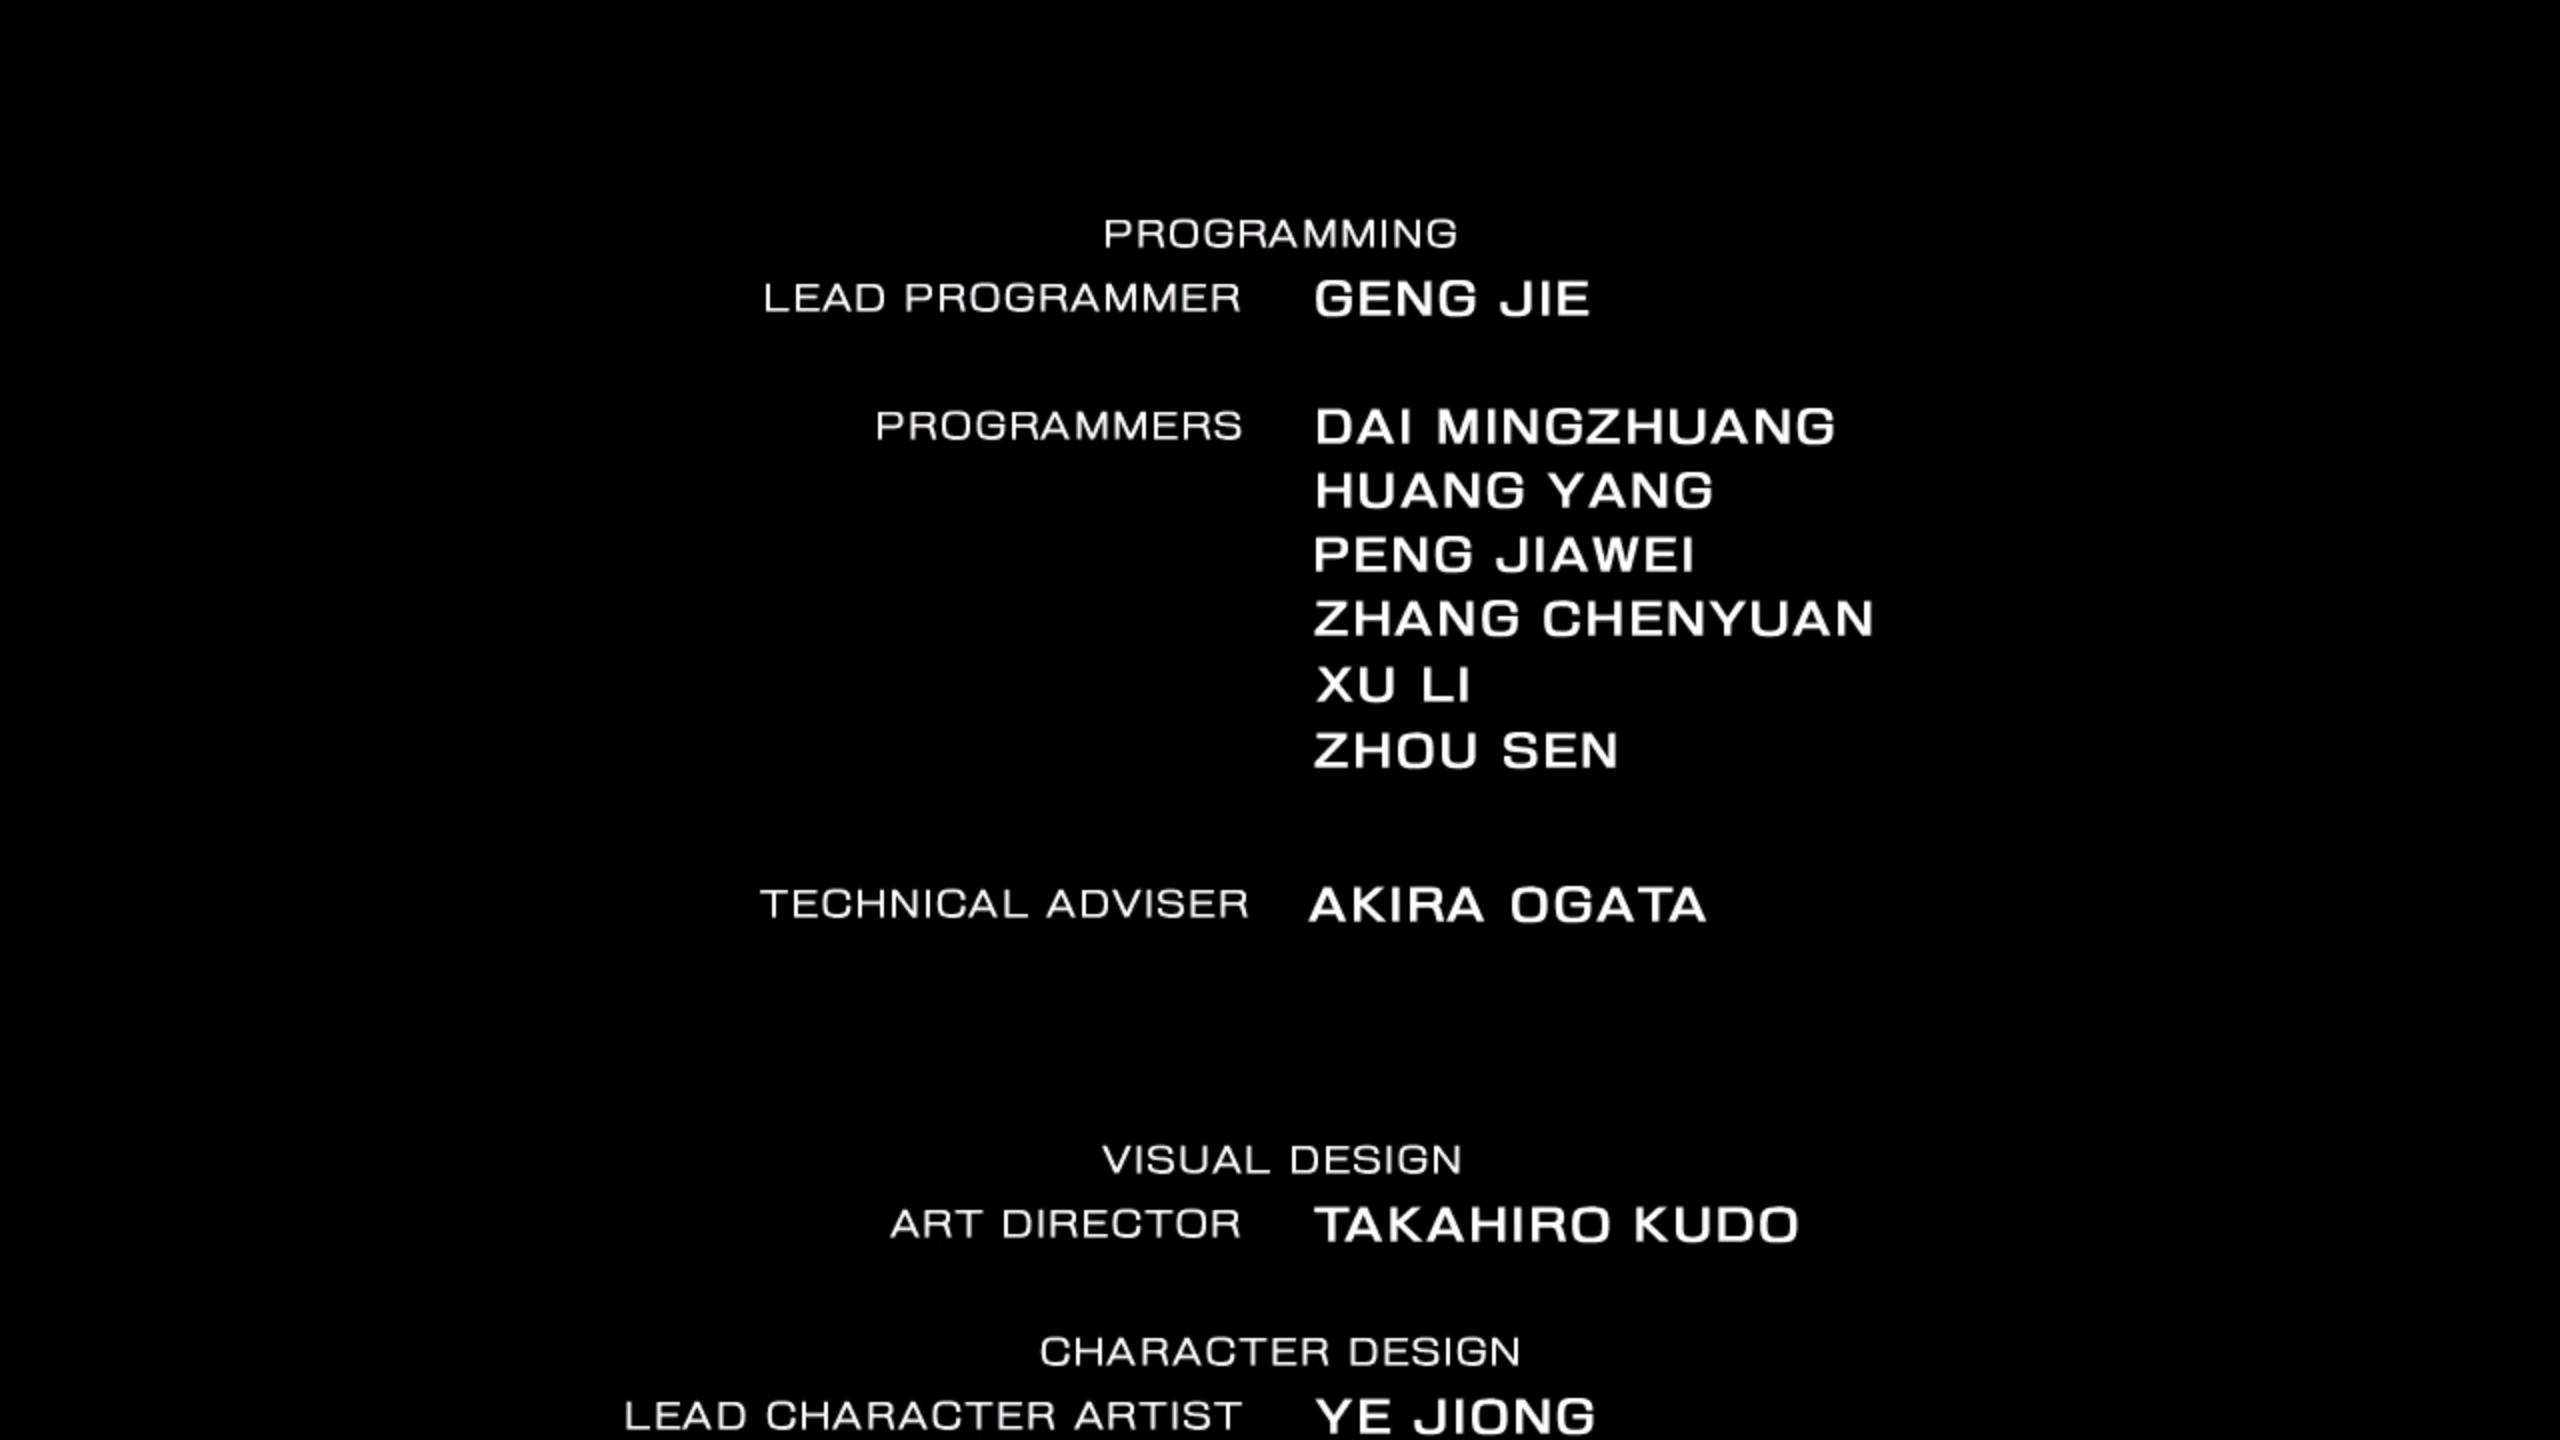 PROGRAMMING
LEAD PROGRAMMER GENG JIE
PROGRAMMERS DAI MINGZHUANG
HUANG YANG
PENG JIAWEI
ZHANG CHENYUAN
XU LI
ZHOU SEN
TECHNICAL ADVISER AKIRA OGATA
VISUAL DESIGN
ART DIRECTOR TAKAHIRO KUDO
CHARACTER DESIGN
LEAD CHARACTER ARTIST YE JIONG